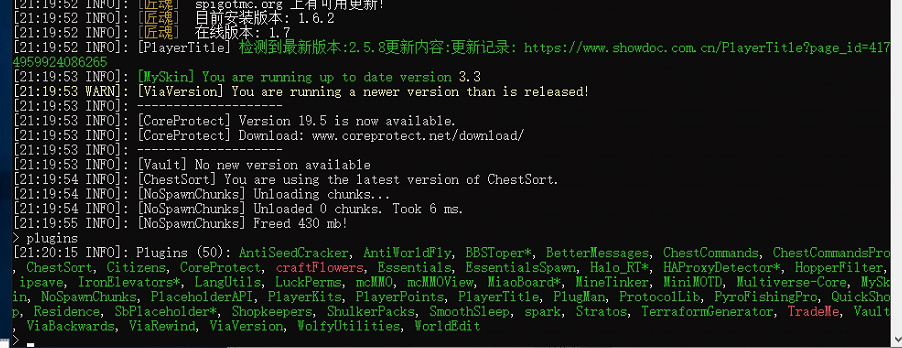 [21:19:52 INFO]: [匠魂] spigotmc.org 上有可用更新!
[21:19:52 INFO]: [匠魂] 目前安装版本: 1.6.2
[21:19:52 INFO]: [匠魂] 在线版本: 1.7
[21:19:52 INFO]: [PlayerTitle] 检测到最新版本:2.5.8更新内容:更新记录: https://www.showdoc.com.cn/PlayerTitle?page_id=417
4959924086265
[21:19:53 INFO]: [MySkin] You are running up to date version 3.3
[21:19:53 WARN]: [ViaVersion] You are running a newer version than is released!
[21:19:53 INFO]: --------------------
[21:19:53 INFO]: [CoreProtect] Version 19.5 is now available.
[21:19:53 INFO]: [CoreProtect] Download: www.coreprotect.net/download/
[21:19:53 INFO]: --------------------
[21:19:53 INFO]: [Vault] No new version available
[21:19:54 INFO]: [ChestSort] You are using the latest version of ChestSort.
[21:19:54 INFO]: [NoSpawnChunks] Unloading chunks...
[21:19:54 INFO]: [NoSpawnChunks] Unloaded 0 chunks. Took 6 ms.
[21:19:55 INFO]: [NoSpawnChunks] Freed 430 mb!
> plugins
[21:20:15 INFO]: Plugins (50): AntiSeedCracker, AntiWorldFly, BBSToper*, BetterMessages, ChestCommands, ChestCommandsPro
, ChestSort, Citizens, CoreProtect, craftFlowers, Essentials, EssentialsSpawn, Halo_RT*, HAProxyDetector*, HopperFilter,
ipsave, IronElevators*, LangUtils, LuckPerms, mcMMO, mcMMOView, MiaoBoard*, MineTinker, MiniMOTD, Multiverse-Core, MySk
in, NoSpawnChunks, PlaceholderAPI, PlayerKits, PlayerPoints, PlayerTitle, PlugMan, ProtocolLib, PyroFishingPro, QuickSho
p, Residence, SbPlaceholder*, Shopkeepers, ShulkerPacks, SmoothSleep, spark, Stratos, TerraformGenerator, TradeMe, Vault
, ViaBackwards, ViaRewind, ViaVersion, WolfyUtilities, WorldEdit
>